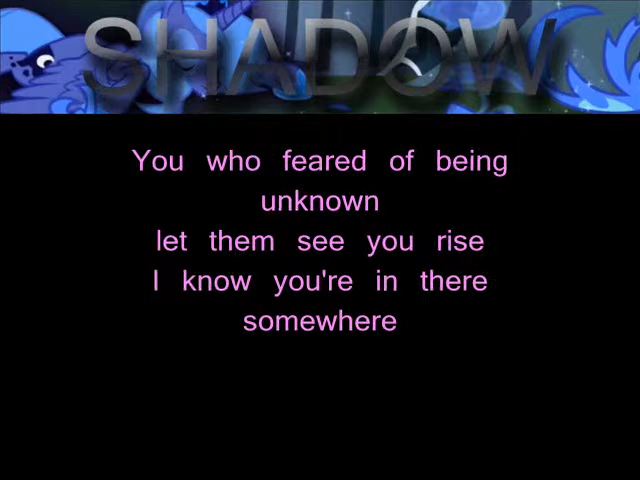 SHADOW
You who feared of being
unknown
let them see you rise
I know you're in there
somewhere